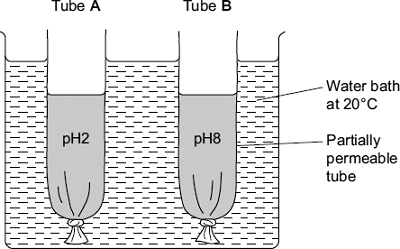 Tube A
Tube B
pH2
pH8
Water bath
at 20°C
Partially
permeable
tube